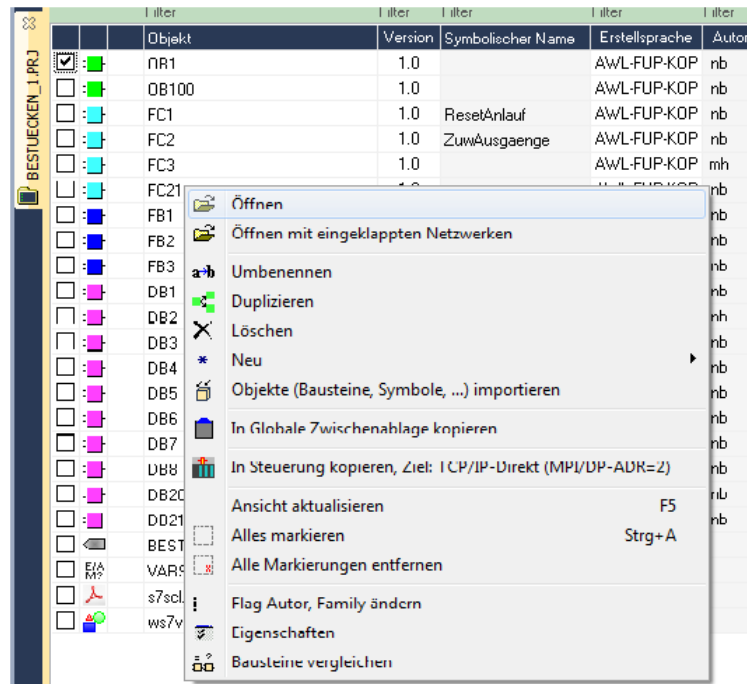 Filter Filter Filter Filter Filter
BESTUECKEN_1.PRJ
Objekt Version Symbolischer Name Erstellsprache Autor
OB1 1.0 AWL-FUP-KOP nb
OB100 1.0 AWL-FUP-KOP nb
FC1 1.0 ResetAnlauf AWL-FUP-KOP nb
FC2 1.0 ZuwAusgaenge AWL-FUP-KOP nb
FC3 1.0 AWL-FUP-KOP mh
FC21 nb
FB1 nb
FB2 nb
FB3 nb
DB1 nb
DB2 nb
DB3 nb
DB4 nb
DB5 nb
DB6 nb
DB7 nb
DB8 nb
DB20 nb
DB21 nb
BEST
E/A
M?
VARS
s7scl.
ws7v
Öffnen
Öffnen mit eingeklappten Netzwerken
a→b Umbenennen
Duplizieren
Löschen
Neu
Objekte (Bausteine, Symbole, ...) importieren
In Globale Zwischenablage kopieren
In Steuerung kopieren, Ziel: TCP/IP-Direkt (MPI/DP-ADR=2)
Ansicht aktualisieren F5
Alles markieren Strg+A
Alle Markierungen entfernen
Flag Autor, Family ändern
Eigenschaften
Bausteine vergleichen